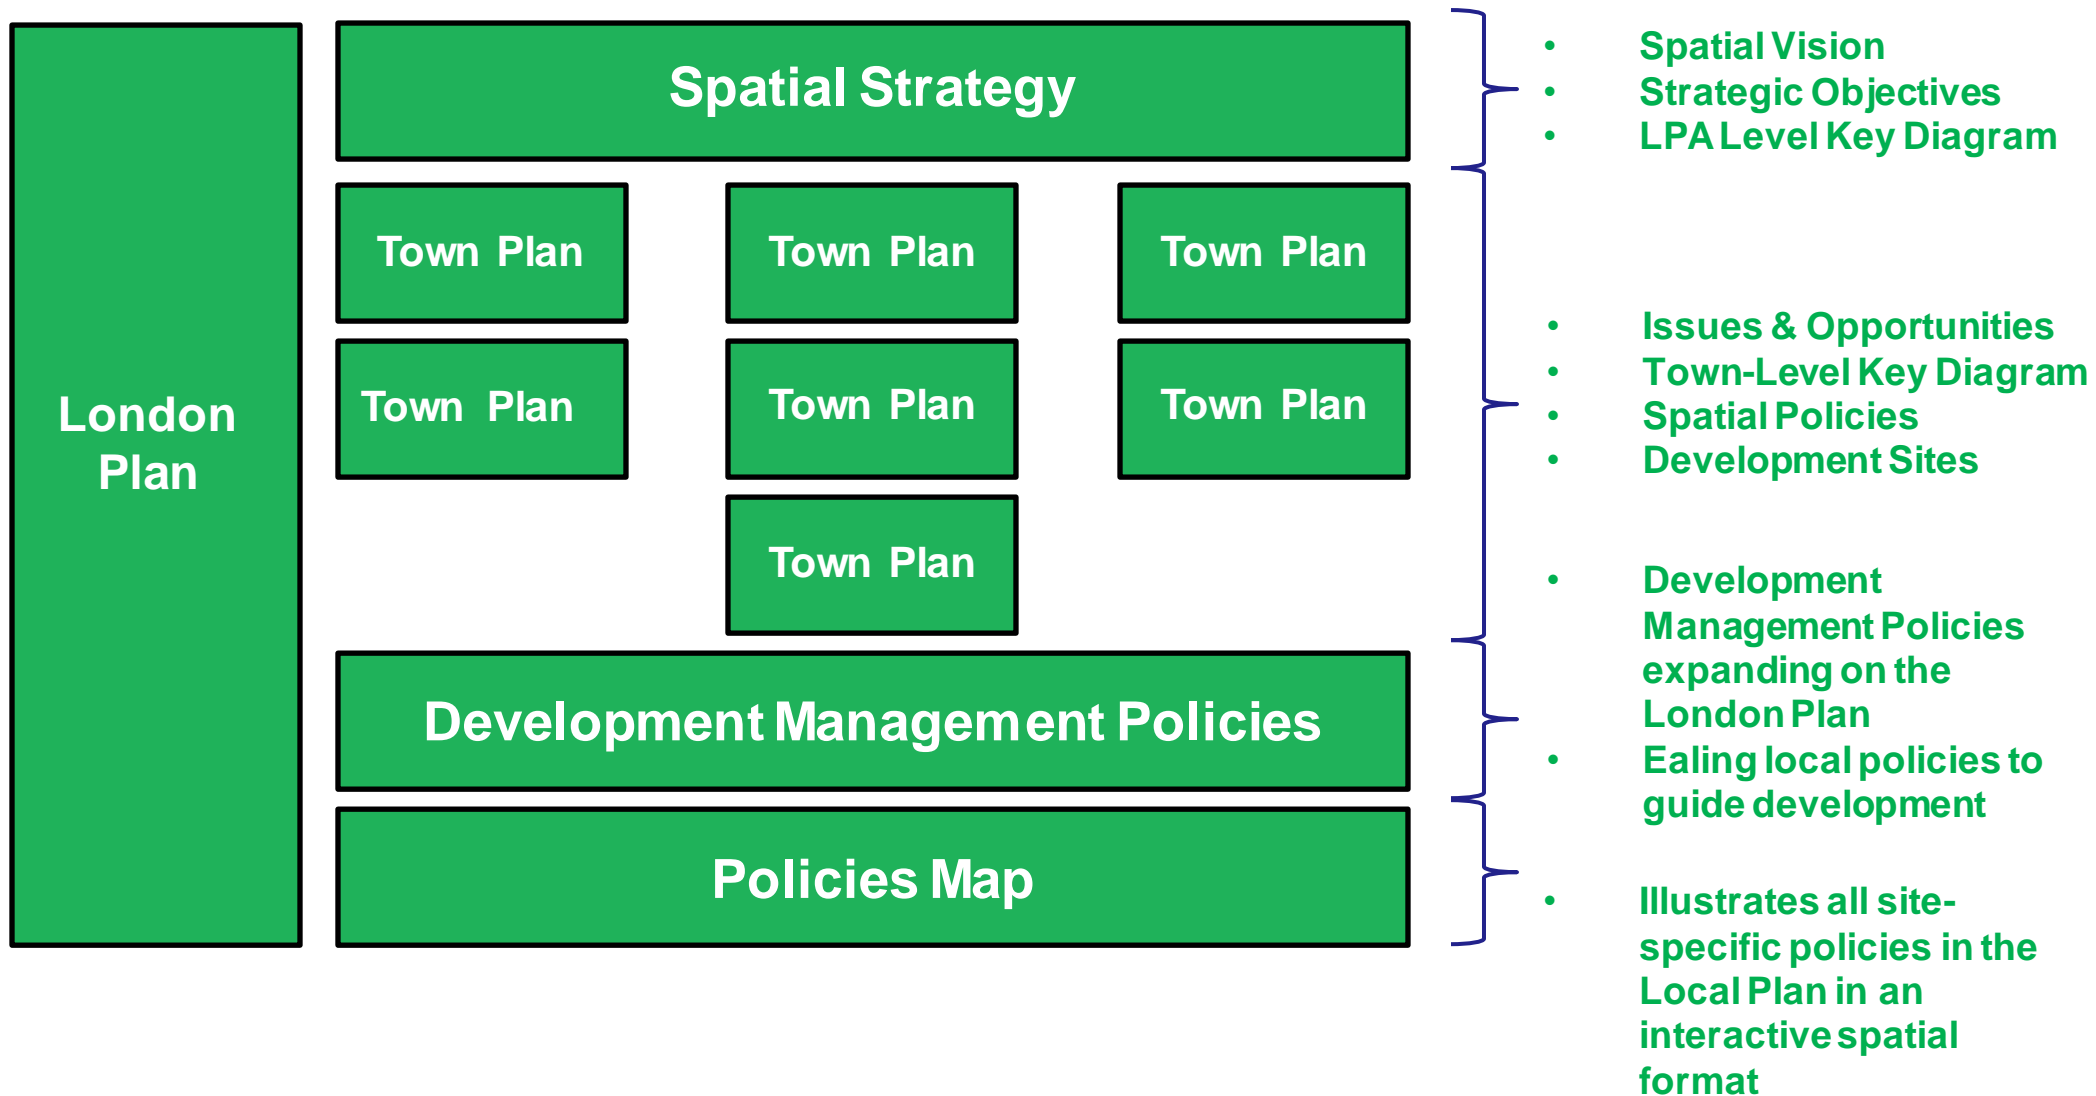 London
Plan
Spatial Strategy
Town Plan
Town Plan
Town Plan
Town Plan
Town Plan
Town Plan
Town Plan
Development Management Policies
Policies Map
• Spatial Vision
• Strategic Objectives
• LPA Level Key Diagram
• Issues & Opportunities
• Town-Level Key Diagram
• Spatial Policies
• Development Sites
• Development
Management Policies
expanding on the
London Plan
• Ealing local policies to
guide development
• Illustrates all site-
specific policies in the
Local Plan in an
interactive spatial
format